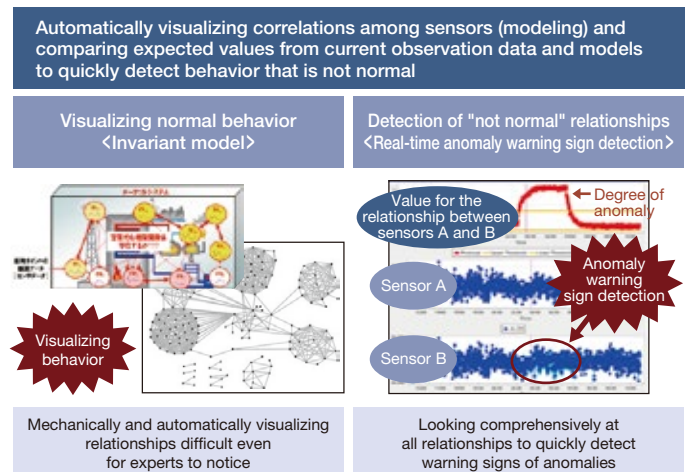 Automatically visualizing correlations among sensors (modeling) and
comparing expected values from current observation data and models
to quickly detect behavior that is not normal
Visualizing normal behavior
<Invariant model>
Detection of "not normal" relationships
<Real-time anomaly warning sign detection>
Visualizing
behavior
Value for the
relationship between
sensors A and B
Degree of
anomaly
Sensor A
Anomaly
warning
sign detection
Sensor B
Mechanically and automatically visualizing
relationships difficult even
for experts to notice
Looking comprehensively at
all relationships to quickly detect
warning signs of anomalies